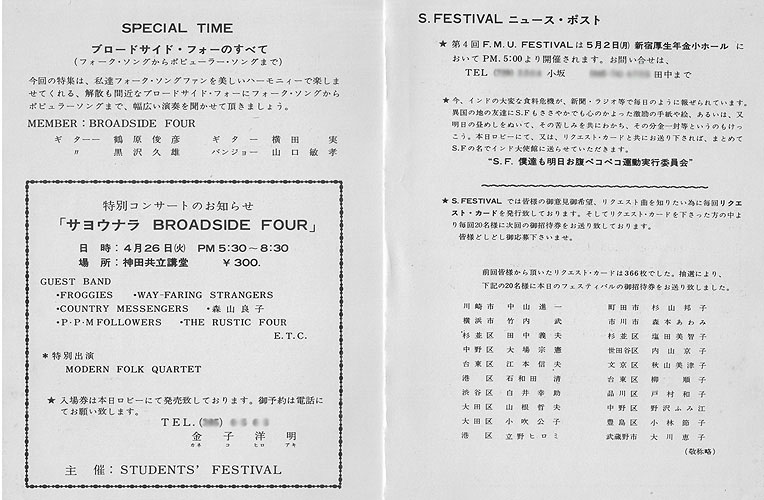 SPECIAL TIME
ブロードサイド・フォーのすべて
(フォーク・ソングからポピューラー・ソングまで)
今回の特集は、私達フォーク・ソングファンを美しいハーモニィーで楽しま
せてくれる、解散も間近なブロードサイド・フォーにフォーク・ソングから
ポピュラーソングまで、幅広い演奏を聞かせて頂きましょう。
MEMBER：BROADSIDE FOUR
ギター― 鶴原俊彦 ギター 横田実
〃 黒沢久雄 バンジョー 山口敏孝
特別コンサートのお知らせ
「サヨウナラ BROADSIDE FOUR」
日 時：4月26日㈫ PM 5:30～8:30
場 所：神田共立講堂 ￥300.
GUEST BAND
・FROGGIES ・WAY-FARING STRANGERS
・COUNTRY MESSENGERS ・森山良子
・P・P・M FOLLOWERS ・THE RUSTIC FOUR
E.T.C.
＊特別出演
MODERN FOLK QUARTET
★ 入場券は本日ロビーにて発売致しております。御予約は電話に
てお願い致します。
TEL.
金子洋明
カネ コ ヒロ アキ
主 催：STUDENTS' FESTIVAL
S. FESTIVAL ニュース・ポスト
★ 第4回 F.M.U. FESTIVAL は 5月2日㈪ 新宿厚生年金小ホール に
おいて PM. 5:00 より開催されます。お問い合せは、
TEL 小坂 田中まで
★今、インドの大変な食料危機が、新聞・ラジオ等で毎日のように報ぜられています。
異国の地の友達にS.Fもささやかでも心のかよった激励の手紙や絵、あるいは、又
明日の昼めしをぬいて、その苦しみを共にわかち、その分金一封等というのもけっ
こう。本日ロビーにて、又は、リクエスト・カードと共にお送り下されば、まとめて
S.Fの名でインド大使館に送らせていただきます。
“S.F. 僕達も明日お腹ペコペコ運動実行委員会”
★ S. FESTIVAL では皆様の御意見御希望、リクエスト曲を知りたい為に毎回リクエ
スト・カードを発行致しております。そしてリクエスト・カードを下さった方の中よ
り毎回20名様に次回の御招待券をお送り致しております。
皆様どしどし御応募下さいませ。
前回皆様から頂いたリクエスト・カードは366枚でした。抽選により、
下記の20名様に本日のフェスティバルの御招待券をお送り致しました。
川崎市 中山進一 町田市 杉山邦子
横浜市 竹内武 市川市 森本あわみ
杉並区 田中義夫 杉並区 塩田美智子
中野区 大場宗憲 世田谷区 内山京子
台東区 江本信夫 文京区 秋山美津子
港区 石和田清 台東区 柳順子
渋谷区 白井幸助 品川区 戸村和子
大田区 山根哲夫 中野区 野沢ふみ江
大田区 小吹公子 豊島区 小林節子
港区 立野ヒロミ 武蔵野市 大川恵子
(敬称略)